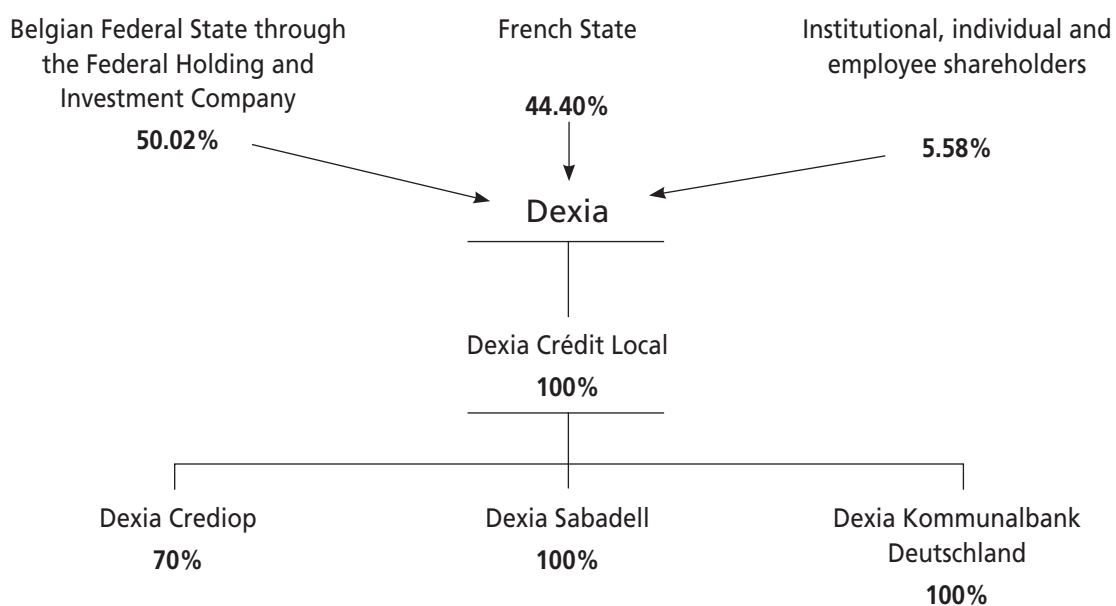 Belgian Federal State through
the Federal Holding and
Investment Company
50.02%
French State
44.40%
Institutional, individual and
employee shareholders
5.58%
Dexia
Dexia Crédit Local
100%
Dexia Crediop
70%
Dexia Sabadell
100%
Dexia Kommunalbank
Deutschland
100%